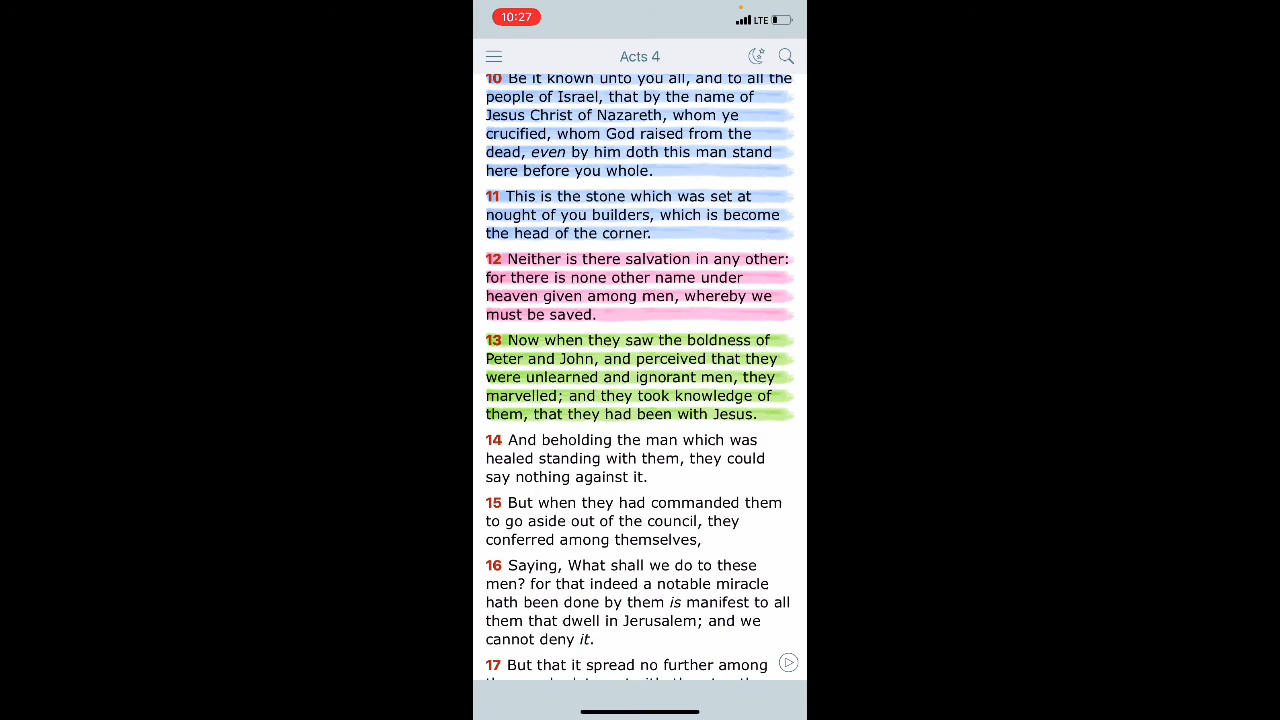 10:27
LTE
Acts 4
10 Be it known unto you all, and to all the
people of Israel, that by the name of
Jesus Christ of Nazareth, whom ye
crucified, whom God raised from the
dead, even by him doth this man stand
here before you whole.
11 This is the stone which was set at
nought of you builders, which is become
the head of the corner.
12 Neither is there salvation in any other:
for there is none other name under
heaven given among men, whereby we
must be saved.
13 Now when they saw the boldness of
Peter and John, and perceived that they
were unlearned and ignorant men, they
marvelled; and they took knowledge of
them, that they had been with Jesus.
14 And beholding the man which was
healed standing with them, they could
say nothing against it.
15 But when they had commanded them
to go aside out of the council, they
conferred among themselves,
16 Saying, What shall we do to these
men? for that indeed a notable miracle
hath been done by them is manifest to all
them that dwell in Jerusalem; and we
cannot deny it.
17 But that it spread no further among